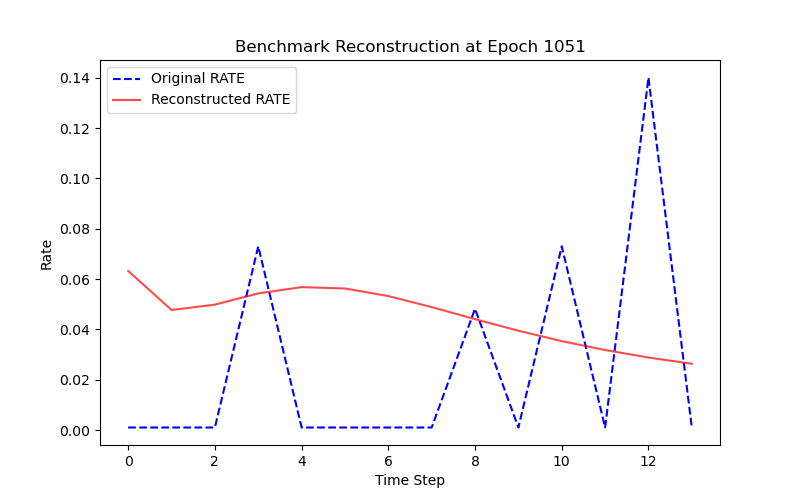 Benchmark Reconstruction at Epoch 1051
Original RATE
Reconstructed RATE
0.14
0.12
0.10
0.08
0.06
0.04
0.02
0.00
Rate
0 2 4 6 8 10 12
Time Step